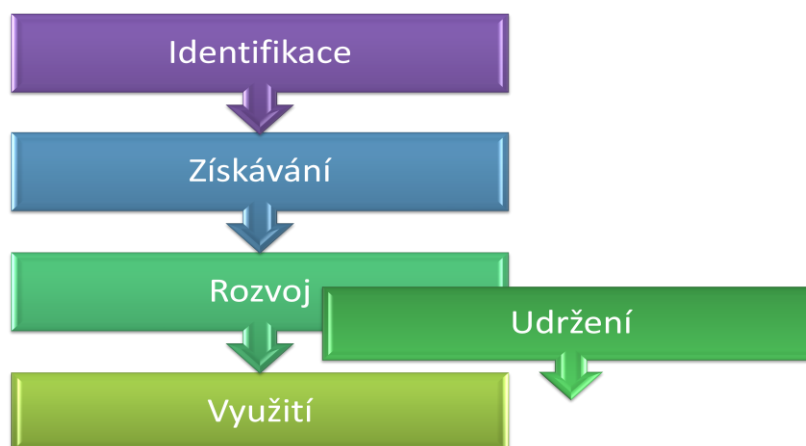 Identifikace
Získávání
Rozvoj
Udržení
Využití